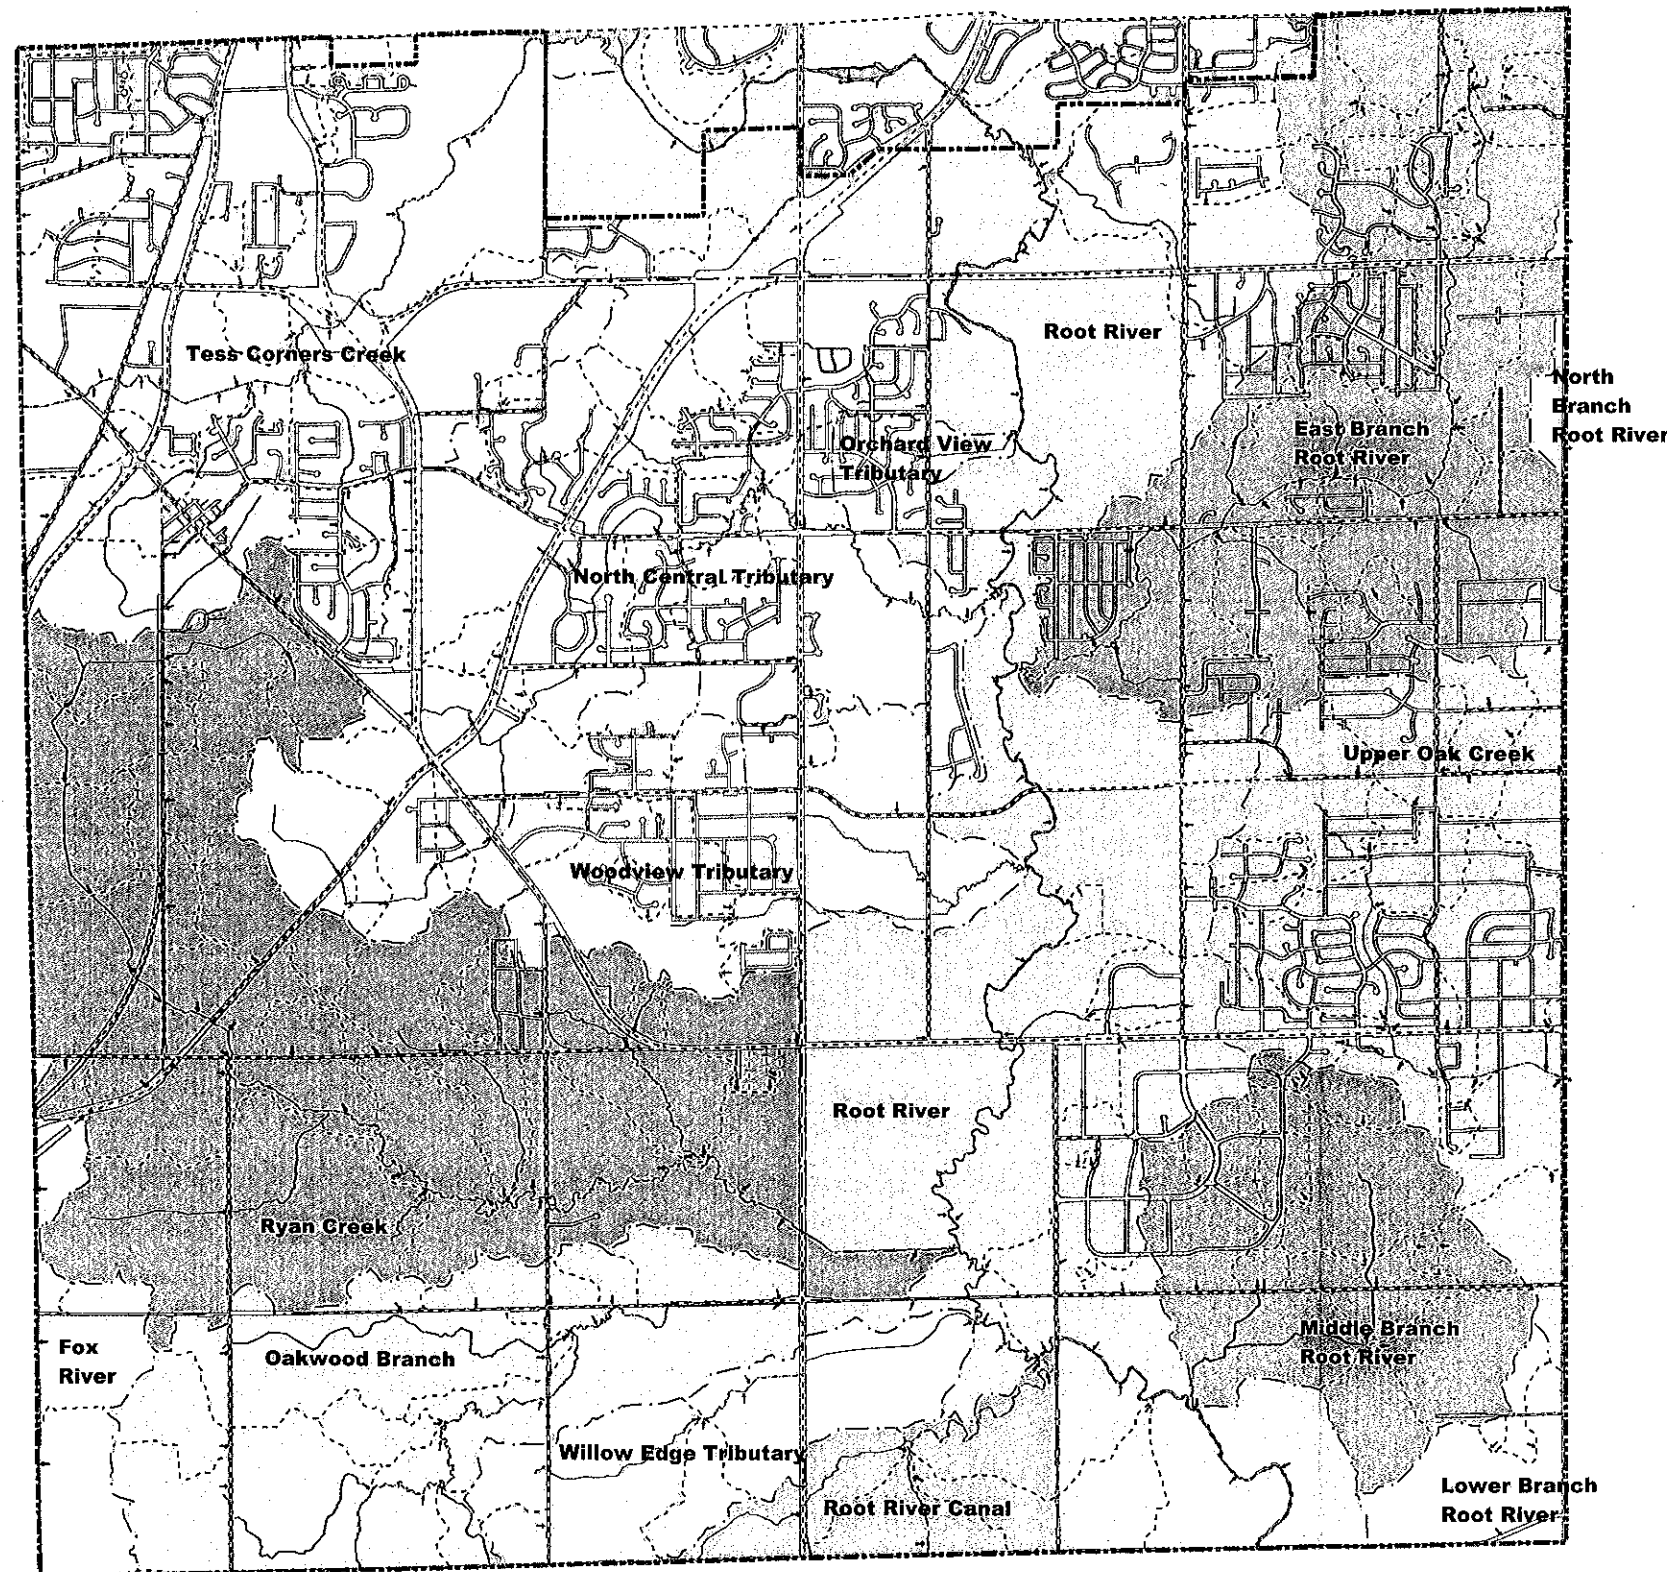 Root River
Tess Corners Creek
North
Branch
Root River
East Branch
Root River
Orchard View
Tributary
North Central Tributary
Upper Oak Creek
Woodview Tributary
Root River
Ryan Creek
Middle Branch
Root River
Fox
River
Oakwood Branch
Willow Edge Tributary
Lower Branch
Root River
Root River Canal